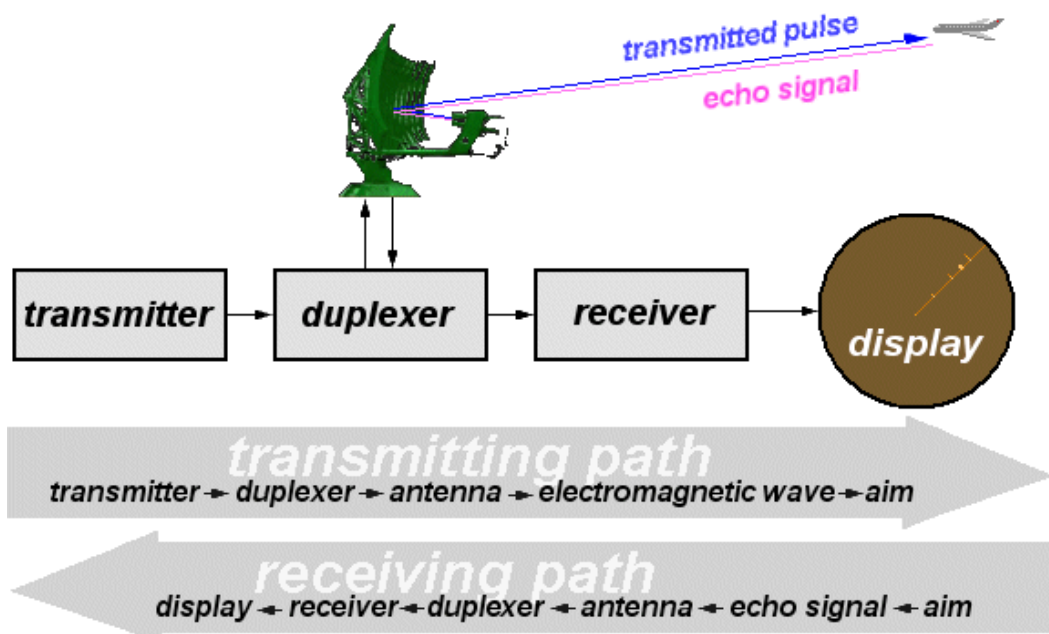 transmitted pulse
echo signal
transmitter
duplexer
receiver
display
transmitting path
transmitter → duplexer → antenna → electromagnetic wave → aim
receiving path
display ← receiver ← duplexer ← antenna ← echo signal ← aim